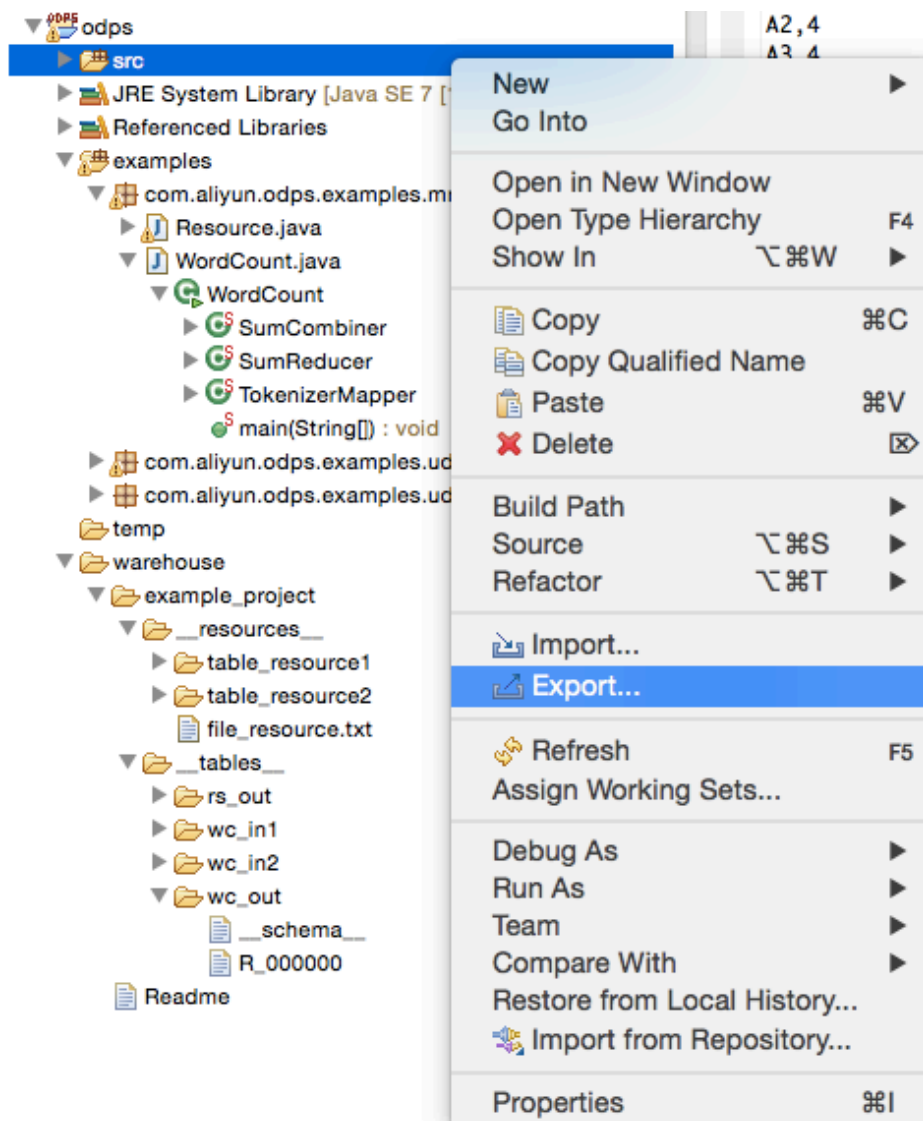 odps
src
JRE System Library [Java SE 7 [
Referenced Libraries
examples
com.aliyun.odps.examples.m
Resource.java
WordCount.java
WordCount
SumCombiner
SumReducer
TokenizerMapper
main(String[]) : void
com.aliyun.odps.examples.ud
com.aliyun.odps.examples.ud
temp
warehouse
example_project
__resources__
table_resource1
table_resource2
file_resource.txt
__tables__
rs_out
wc_in1
wc_in2
wc_out
__schema__
R_000000
Readme
A2,4
A3,4
New
Go Into
Open in New Window
Open Type Hierarchy F4
Show In ⌥⌘W
Copy ⌘C
Copy Qualified Name
Paste ⌘V
Delete ⌦
Build Path
Source ⌥⌘S
Refactor ⌥⌘T
Import...
Export...
Refresh F5
Assign Working Sets...
Debug As
Run As
Team
Compare With
Restore from Local History...
Import from Repository...
Properties ⌘I